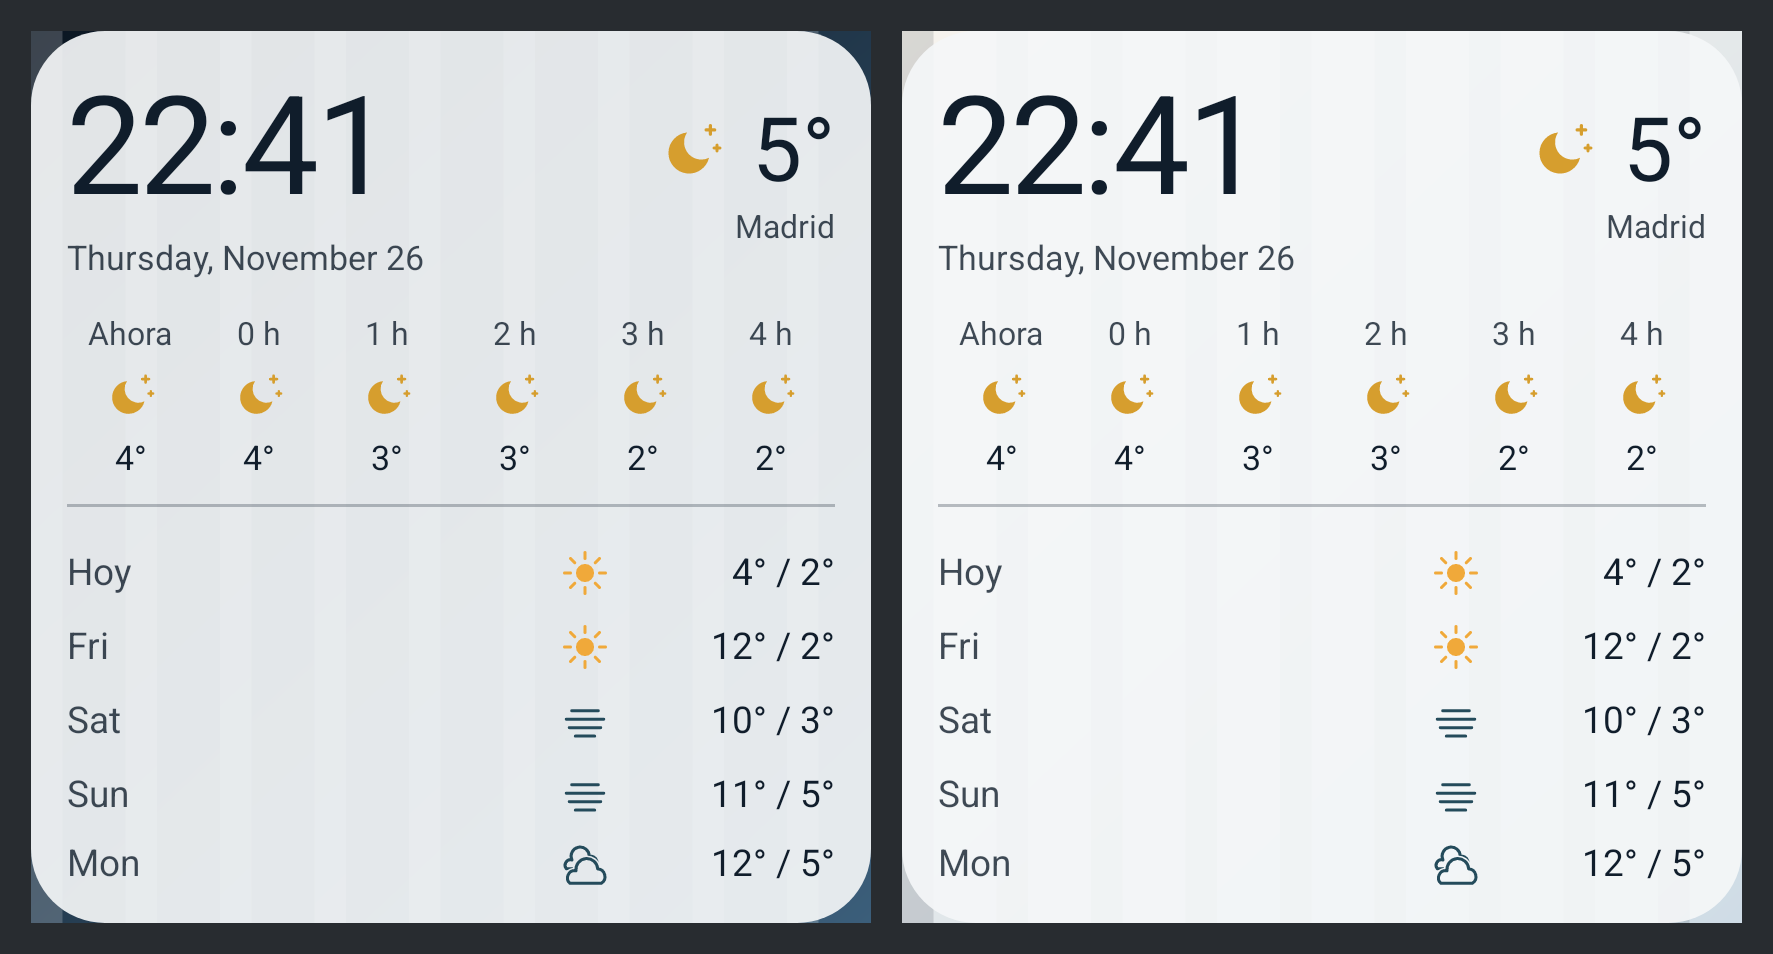 22:41
5°
Madrid
Thursday, November 26
Ahora 0 h 1 h 2 h 3 h 4 h
4° 4° 3° 3° 2° 2°
Hoy 4° / 2°
Fri 12° / 2°
Sat 10° / 3°
Sun 11° / 5°
Mon 12° / 5°
22:41
5°
Madrid
Thursday, November 26
Ahora 0 h 1 h 2 h 3 h 4 h
4° 4° 3° 3° 2° 2°
Hoy 4° / 2°
Fri 12° / 2°
Sat 10° / 3°
Sun 11° / 5°
Mon 12° / 5°